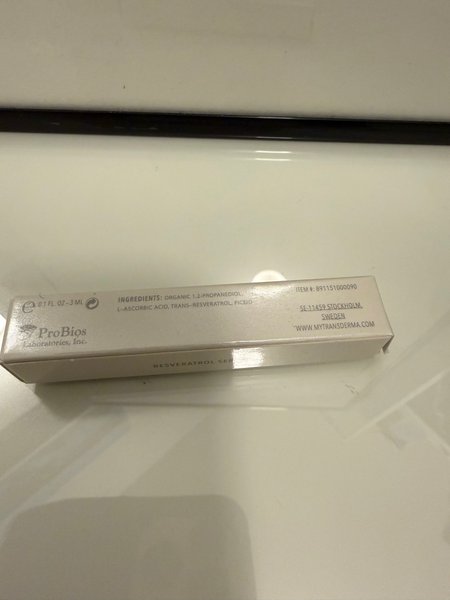 0.1 FL. OZ - 3 ML
ProBios
Laboratories, Inc.
INGREDIENTS: ORGANIC 1,2-PROPANEDIOL,
L-ASCORBIC ACID, TRANS-RESVERATROL,
ITEM #: 891151000090
SE-11459 STOCKHOLM,
SWEDEN
WWW.MYTRANSDERMA.COM
RESVERATROL